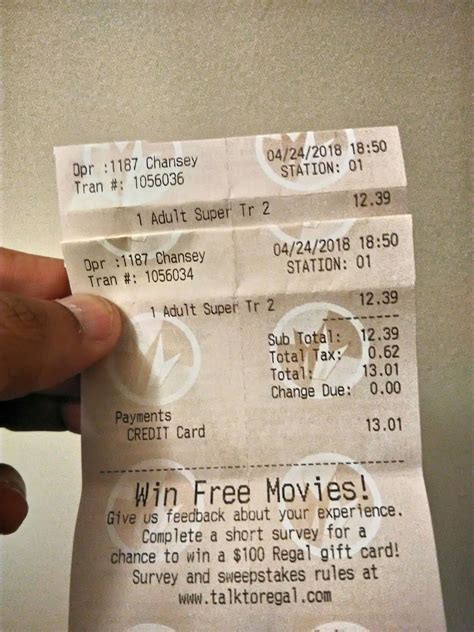 Opr :1187 Chansey 04/24/2018 18:50
Tran #: 1056036 STATION: 01
1 Adult Super Tr 2 12.39
Opr :1187 Chansey 04/24/2018 18:50
Tran #: 1056034 STATION: 01
1 Adult Super Tr 2 12.39
----------
Sub Total: 12.39
Total Tax: 0.62
Total: 13.01
Change Due: 0.00
Payments
CREDIT Card 13.01
----------------------------------------
Win Free Movies!
Give us feedback about your experience.
Complete a short survey for a
chance to win a $100 Regal gift card!
Survey and sweepstakes rules at
www.talktoregal.com